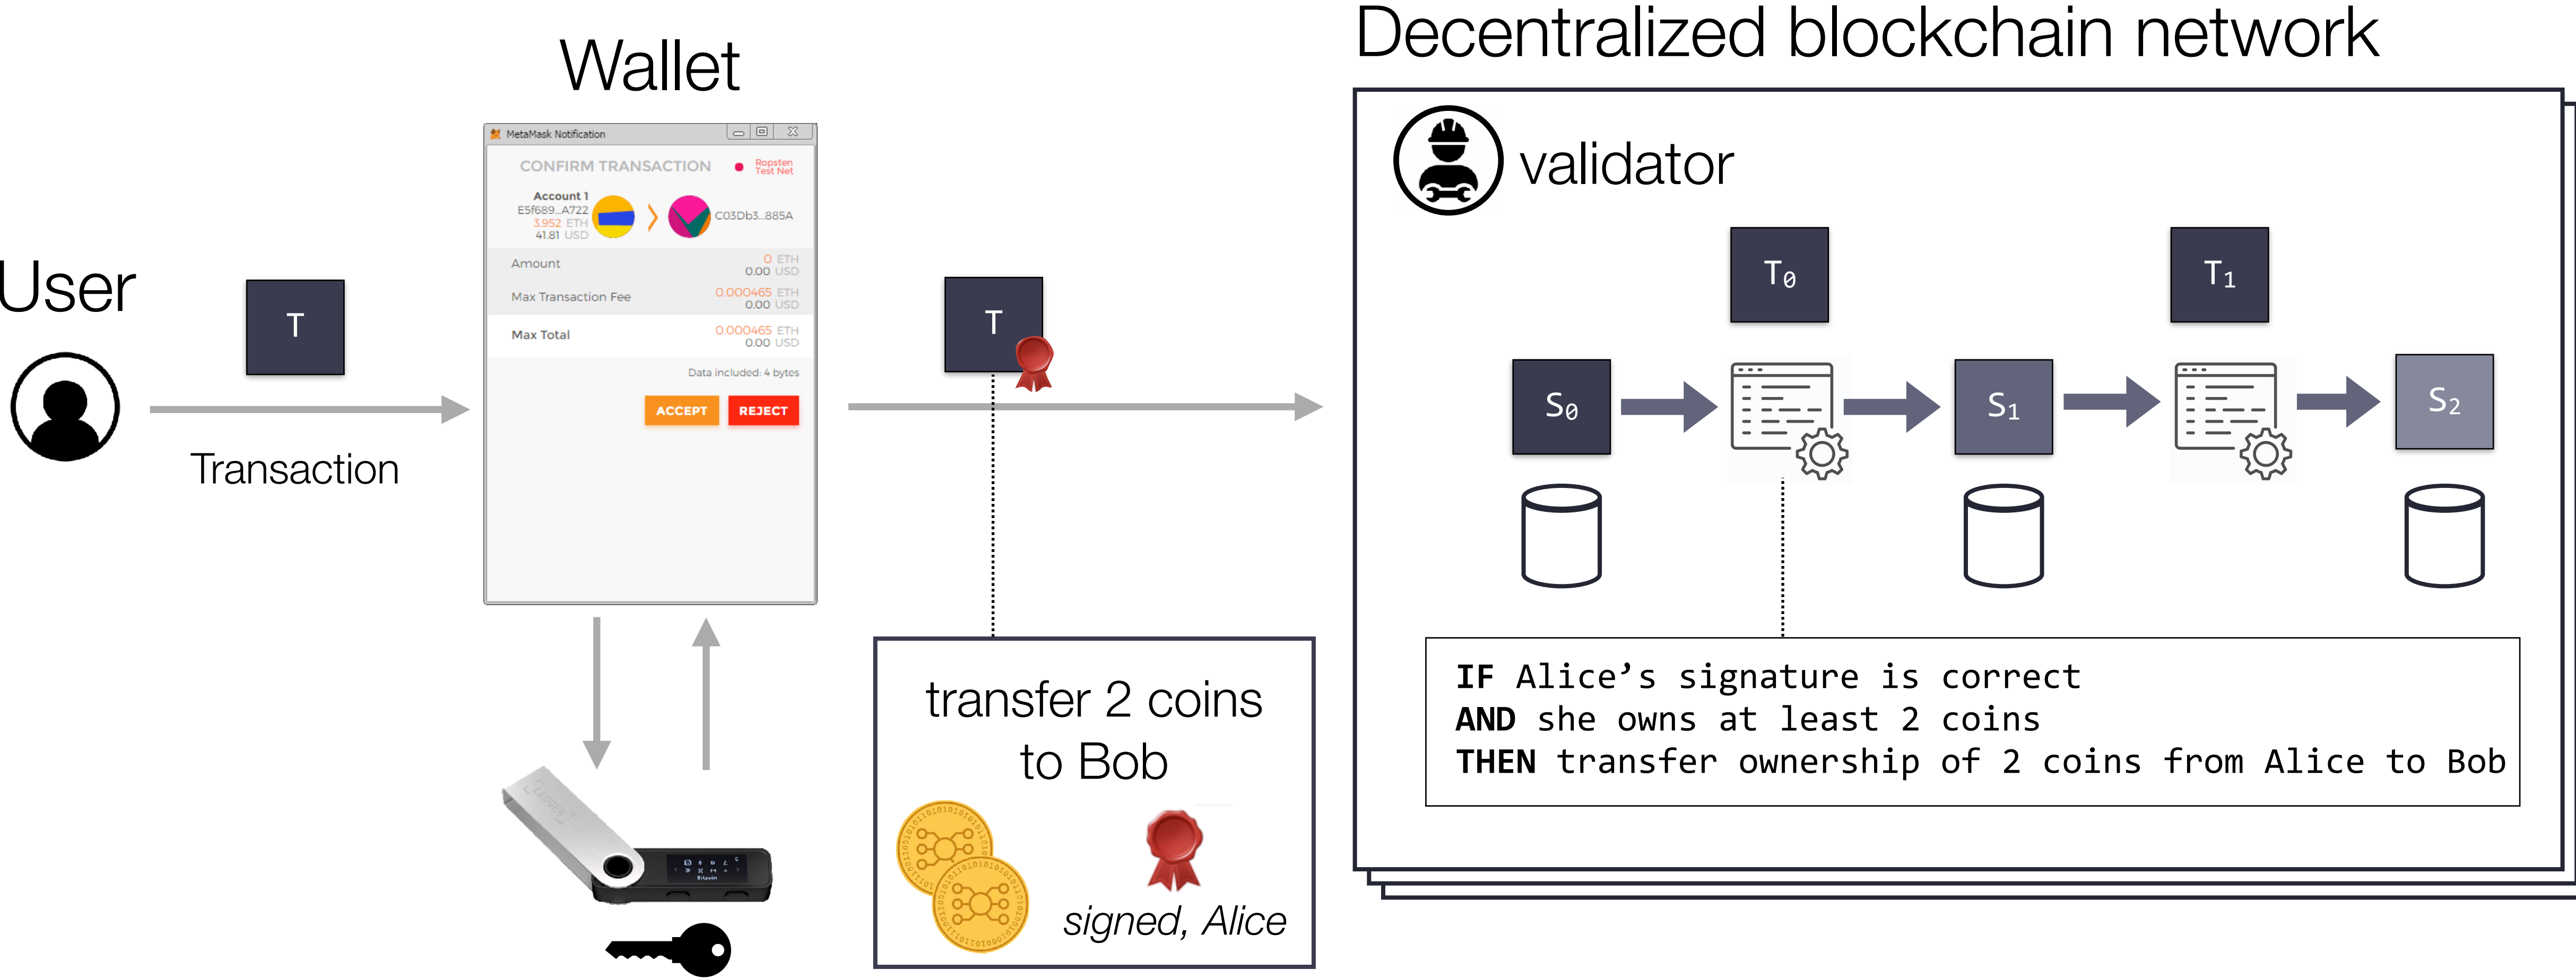 User
T
Transaction
Wallet
MetaMask Notification
CONFIRM TRANSACTION
Ropsten
Test Net
Account 1
E5f689...A722
3.952 ETH
41.81 USD
C03Db3...885A
Amount
0 ETH
0.00 USD
Max Transaction Fee
0.000465 ETH
0.00 USD
Max Total
0.000465 ETH
0.00 USD
Data included: 4 bytes
ACCEPT
REJECT
LEDGER
Bitcoin
T
transfer 2 coins
to Bob
signed, Alice
Decentralized blockchain network
validator
T0
T1
S0
S1
S2
IF Alice’s signature is correct
AND she owns at least 2 coins
THEN transfer ownership of 2 coins from Alice to Bob